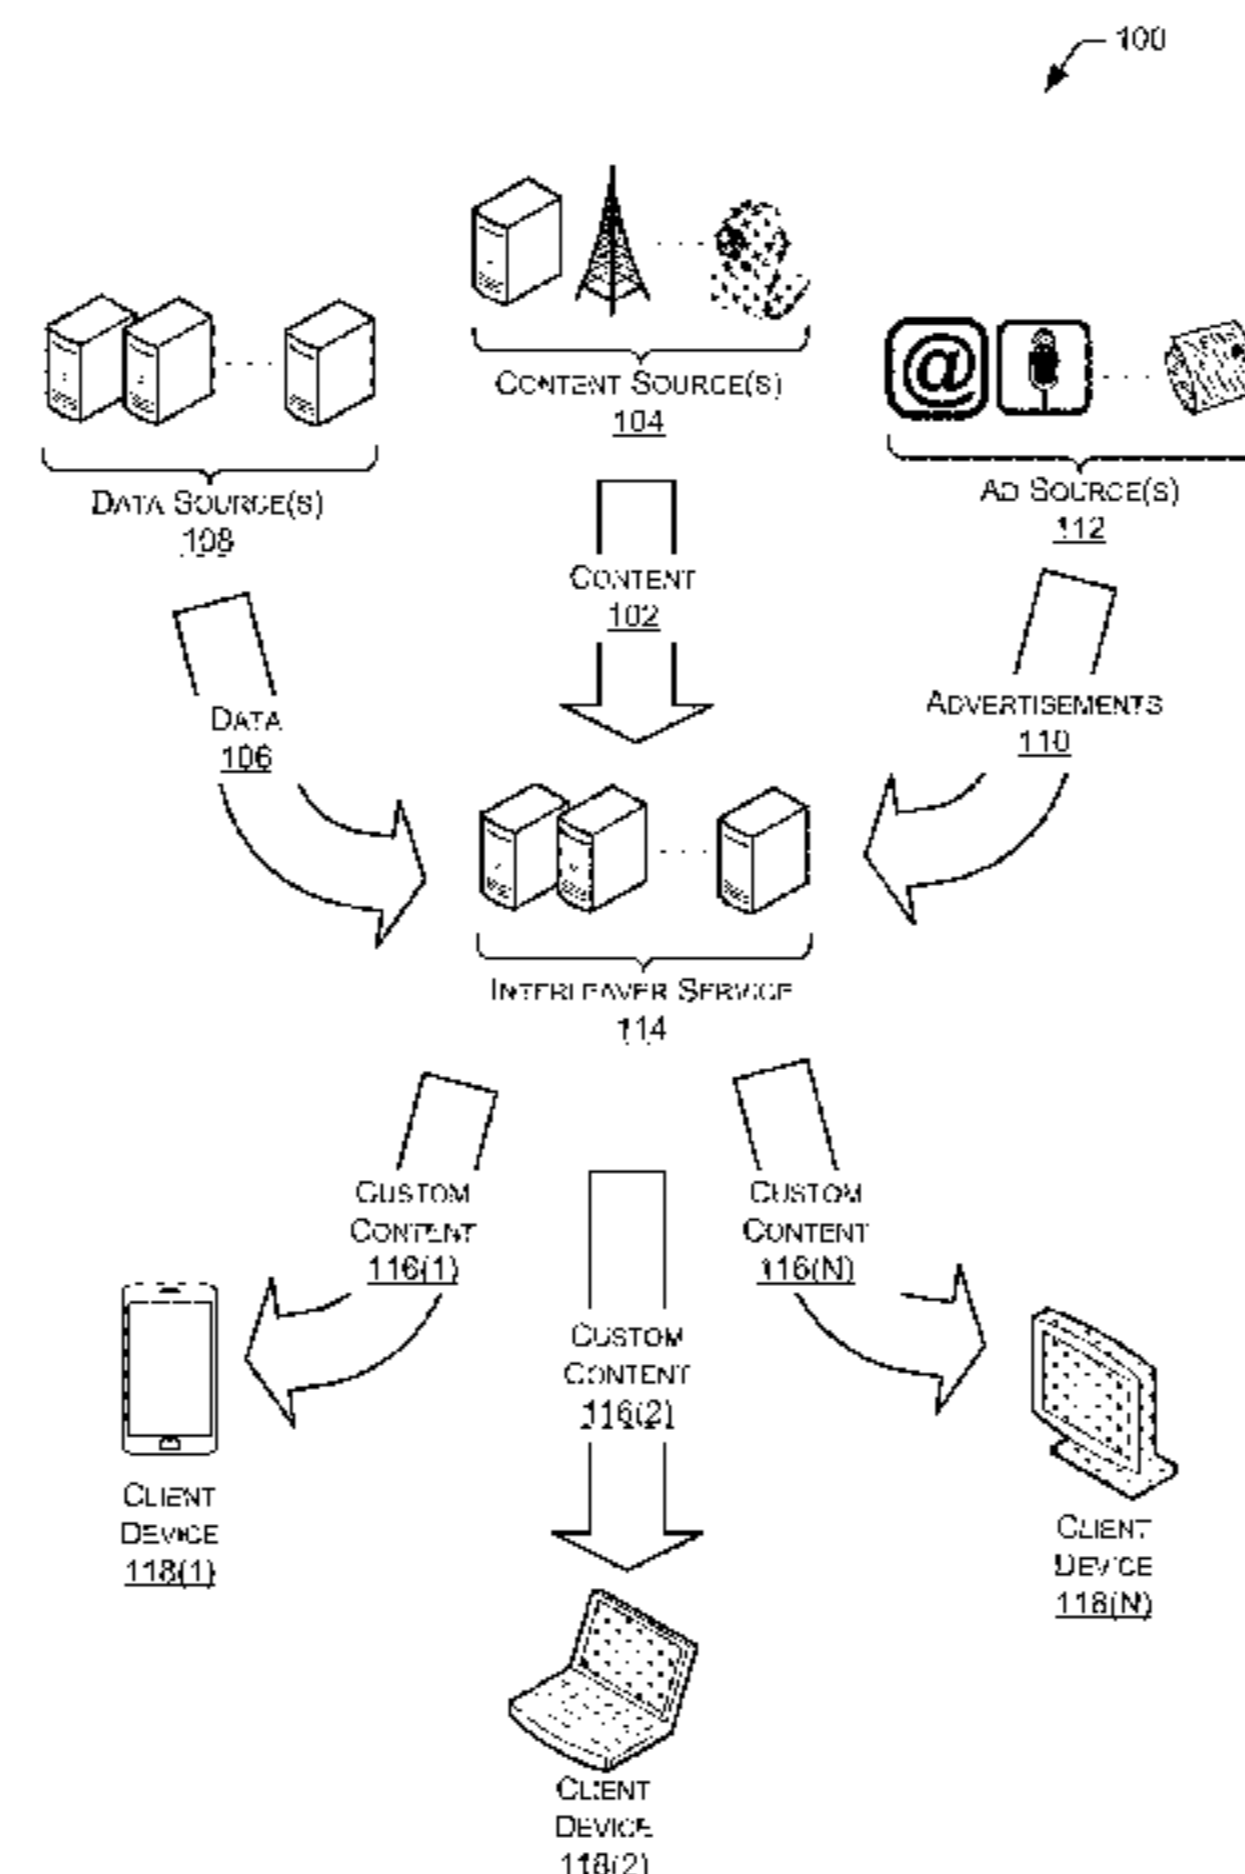 100
CONTENT SOURCE(S)
104
DATA SOURCE(S)
108
@
AD SOURCE(S)
112
CONTENT
102
DATA
106
ADVERTISEMENTS
110
INTERLEAVER SERVICE
114
CUSTOM
CONTENT
116(1)
CUSTOM
CONTENT
116(N)
CUSTOM
CONTENT
116(2)
CLIENT
DEVICE
118(1)
CLIENT
DEVICE
118(N)
CLIENT
DEVICE
118(2)